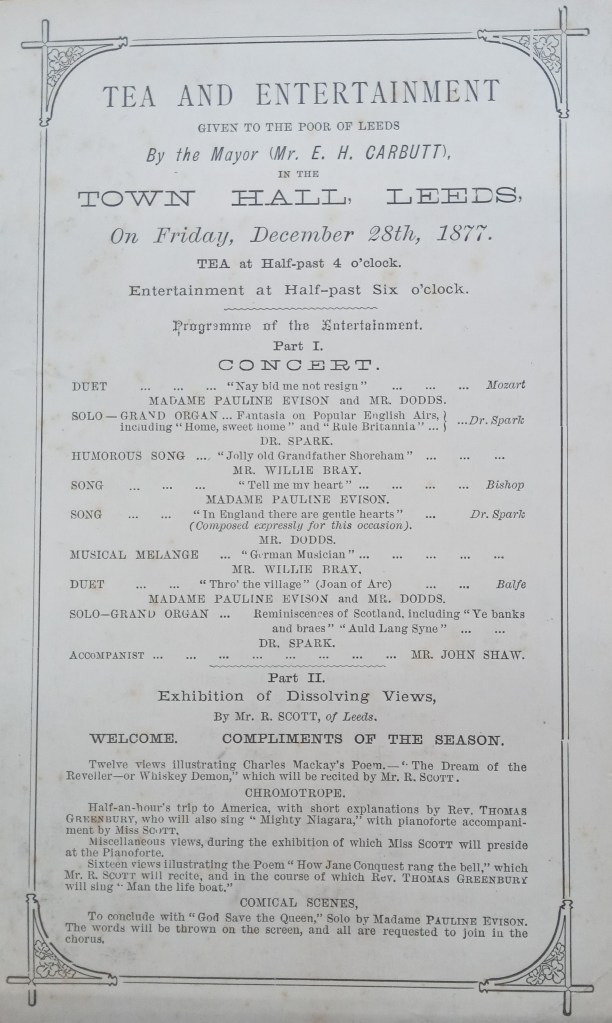 TEA AND ENTERTAINMENT
GIVEN TO THE POOR OF LEEDS
By the Mayor (Mr. E. H. CARBUTT),
IN THE
TOWN HALL, LEEDS,
On Friday, December 28th, 1877.
TEA at Half-past 4 o'clock.
Entertainment at Half-past Six o'clock.
Programme of the Entertainment.
Part I.
CONCERT.
DUET ... ... ... "Nay bid me not resign" ... ... ... Mozart
MADAME PAULINE EVISON and MR. DODDS.
SOLO—GRAND ORGAN ... Fantasia on Popular English Airs, } ...Dr. Spark
including "Home, sweet home" and "Rule Britannia" ... }
DR. SPARK.
HUMOROUS SONG ... "Jolly old Grandfather Shoreham" ... ... ...
MR. WILLIE BRAY.
SONG ... ... ... "Tell me my heart" ... ... ... ... Bishop
MADAME PAULINE EVISON.
SONG ... ... "In England there are gentle hearts" ... Dr. Spark
(Composed expressly for this occasion).
MR. DODDS.
MUSICAL MELANGE ... "German Musician" ... ... ... ... ...
MR. WILLIE BRAY.
DUET ... ... "Thro' the village" (Joan of Arc) ... ... Balfe
MADAME PAULINE EVISON and MR. DODDS.
SOLO—GRAND ORGAN ... Reminiscences of Scotland, including "Ye banks
and braes" "Auld Lang Syne" ... ...
DR. SPARK.
ACCOMPANIST ... ... ... ... ... ... ... MR. JOHN SHAW.
Part II.
Exhibition of Dissolving Views,
By Mr. R. SCOTT, of Leeds.
WELCOME. COMPLIMENTS OF THE SEASON.
Twelve views illustrating Charles Mackay's Poem.—"The Dream of the
Reveller—or Whiskey Demon," which will be recited by Mr. R. SCOTT.
CHROMOTROPE.
Half-an-hour's trip to America, with short explanations by Rev. THOMAS
GREENBURY, who will also sing "Mighty Niagara," with pianoforte accompani-
ment by Miss SCOTT.
Miscellaneous views, during the exhibition of which Miss SCOTT will preside
at the Pianoforte.
Sixteen views illustrating the Poem "How Jane Conquest rang the bell," which
Mr. R. SCOTT will recite, and in the course of which Rev. THOMAS GREENBURY
will sing "Man the life boat."
COMICAL SCENES,
To conclude with "God Save the Queen," Solo by Madame PAULINE EVISON.
The words will be thrown on the screen, and all are requested to join in the
chorus.